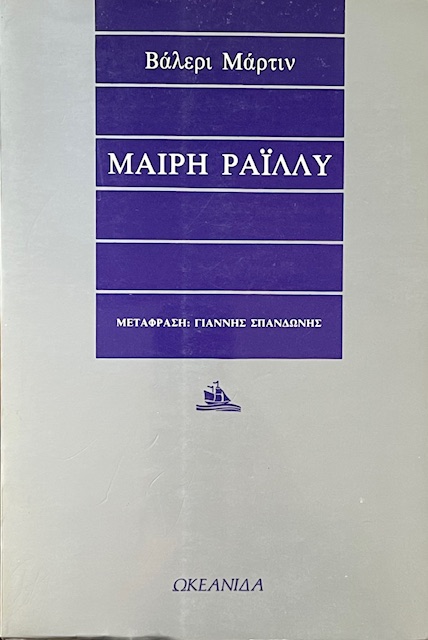 Βάλερι Μάρτιν
ΜΑΙΡΗ ΡΑΪΛΛΥ
ΜΕΤΑΦΡΑΣΗ: ΓΙΑΝΝΗΣ ΣΠΑΝΔΩΝΗΣ
ΩΚΕΑΝΙΔΑ